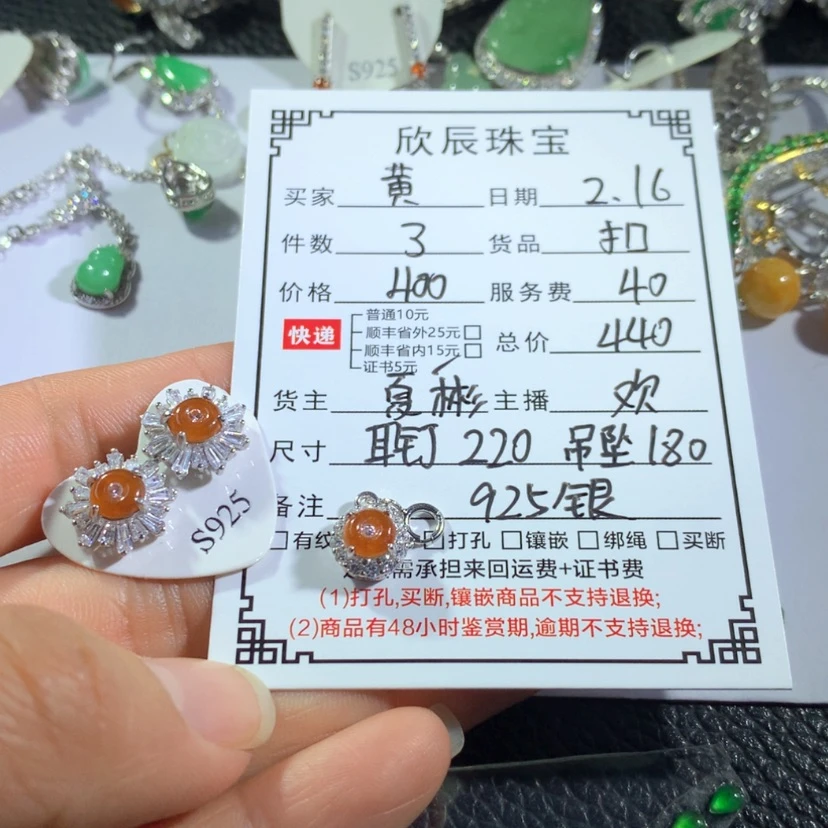 S925
欣辰珠宝
买家 黄 日期 2.16
件数 3 货品 扣
价格 400 服务费 40
快递 普通10元
顺丰省外25元
顺丰省内15元
证书5元
总价 440
货主 夏彬 主播 欢
尺寸 耳钉 220 吊坠 180
备注 925银
有纹 打孔 镶嵌 绑绳 买断
需承担来回运费+证书费
(1)打孔,买断,镶嵌商品不支持退换;
(2)商品有48小时鉴赏期,逾期不支持退换;
S925